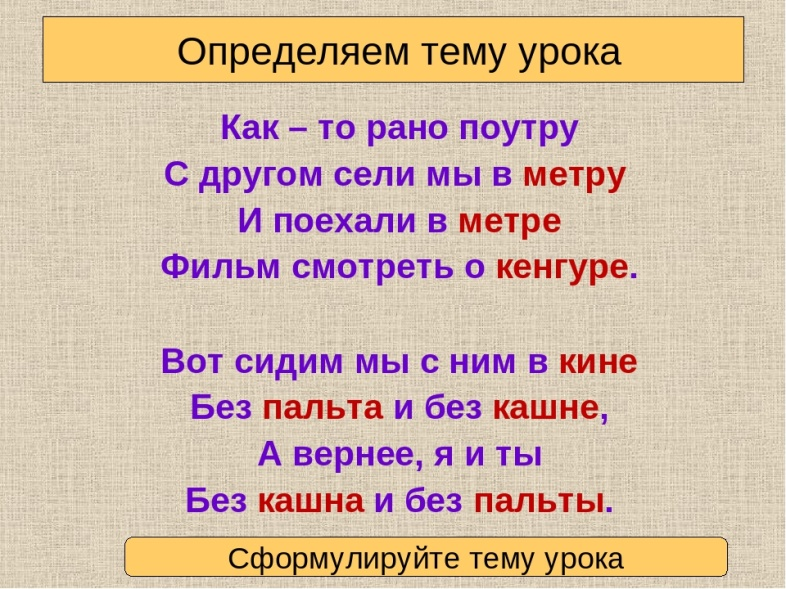 Определяем тему урока
Как – то рано поутру
С другом сели мы в метру
И поехали в метре
Фильм смотреть о кенгуре.
Вот сидим мы с ним в кине
Без пальта и без кашне,
А вернее, я и ты
Без кашна и без пальты.
Сформулируйте тему урока